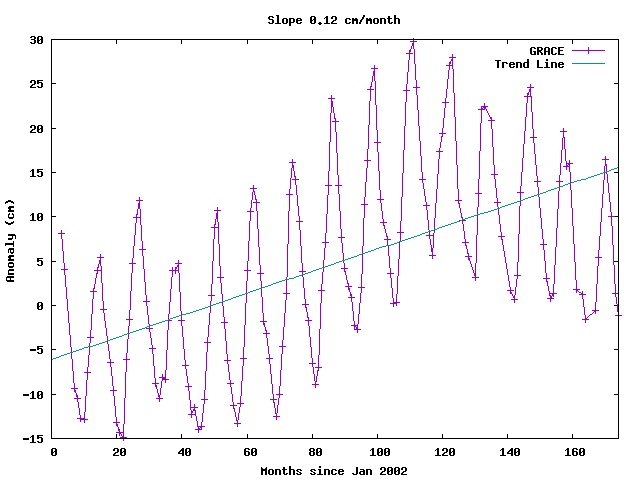 Slope 0.12 cm/month
30
25
20
15
10
5
0
-5
-10
-15
Anomaly (cm)
GRACE
Trend Line
0 20 40 60 80 100 120 140 160
Months since Jan 2002